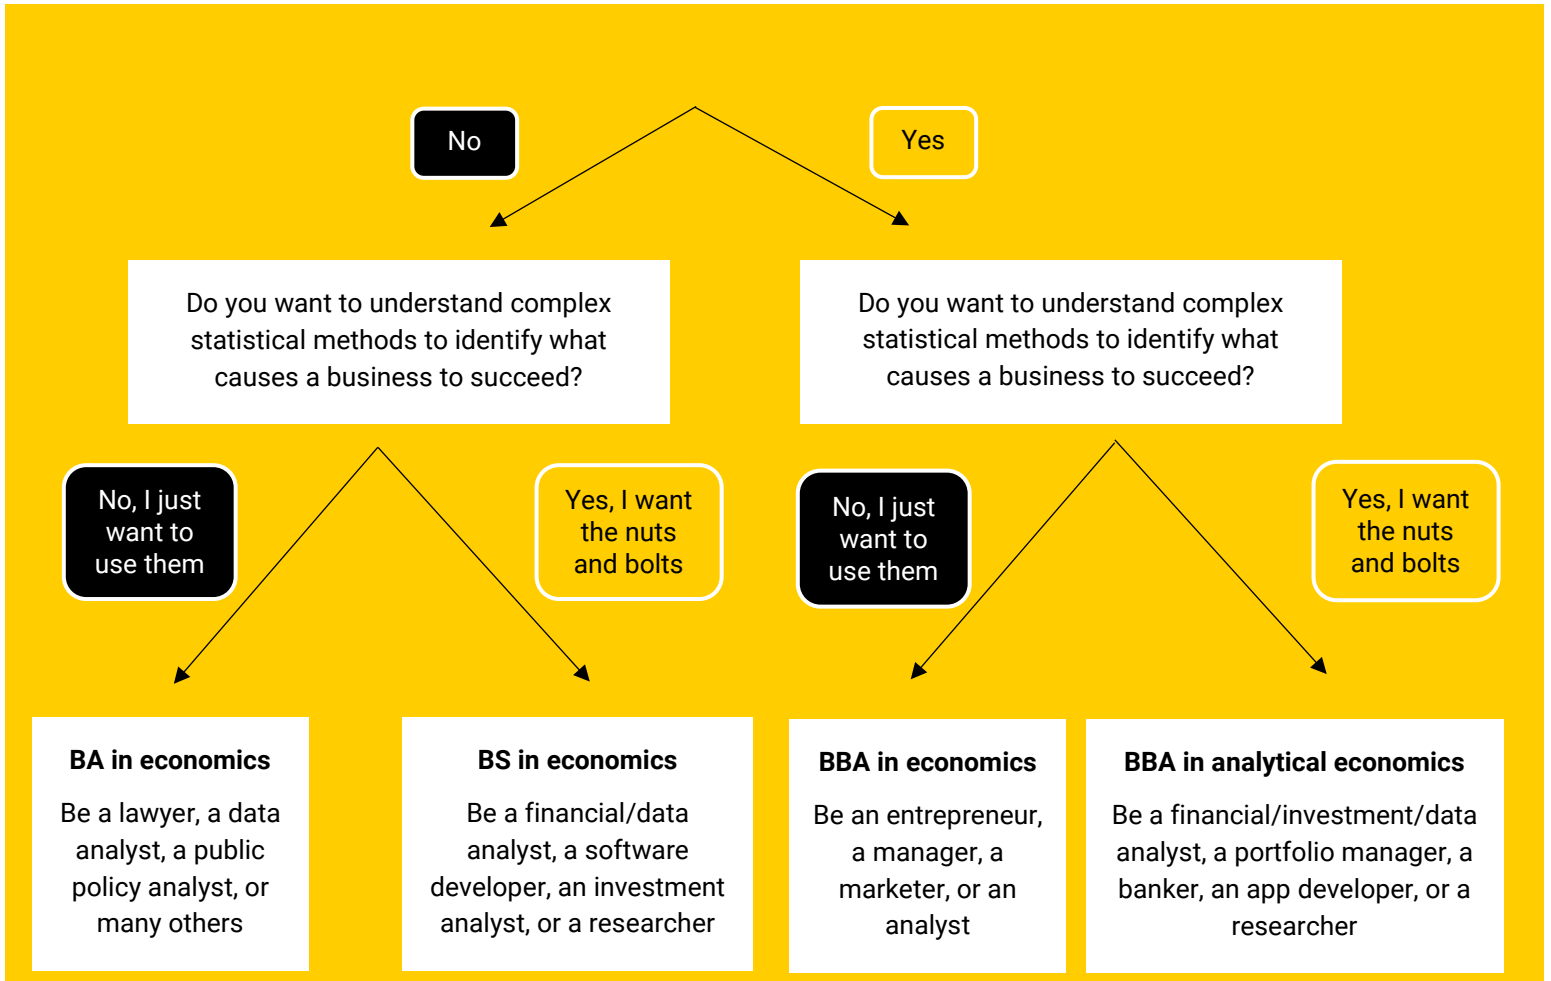 No
Yes
Do you want to understand complex
statistical methods to identify what
causes a business to succeed?
Do you want to understand complex
statistical methods to identify what
causes a business to succeed?
No, I just
want to
use them
Yes, I want
the nuts
and bolts
No, I just
want to
use them
Yes, I want
the nuts
and bolts
BA in economics
Be a lawyer, a data
analyst, a public
policy analyst, or
many others
BS in economics
Be a financial/data
analyst, a software
developer, an investment
analyst, or a researcher
BBA in economics
Be an entrepreneur,
a manager, a
marketer, or an
analyst
BBA in analytical economics
Be a financial/investment/data
analyst, a portfolio manager, a
banker, an app developer, or a
researcher